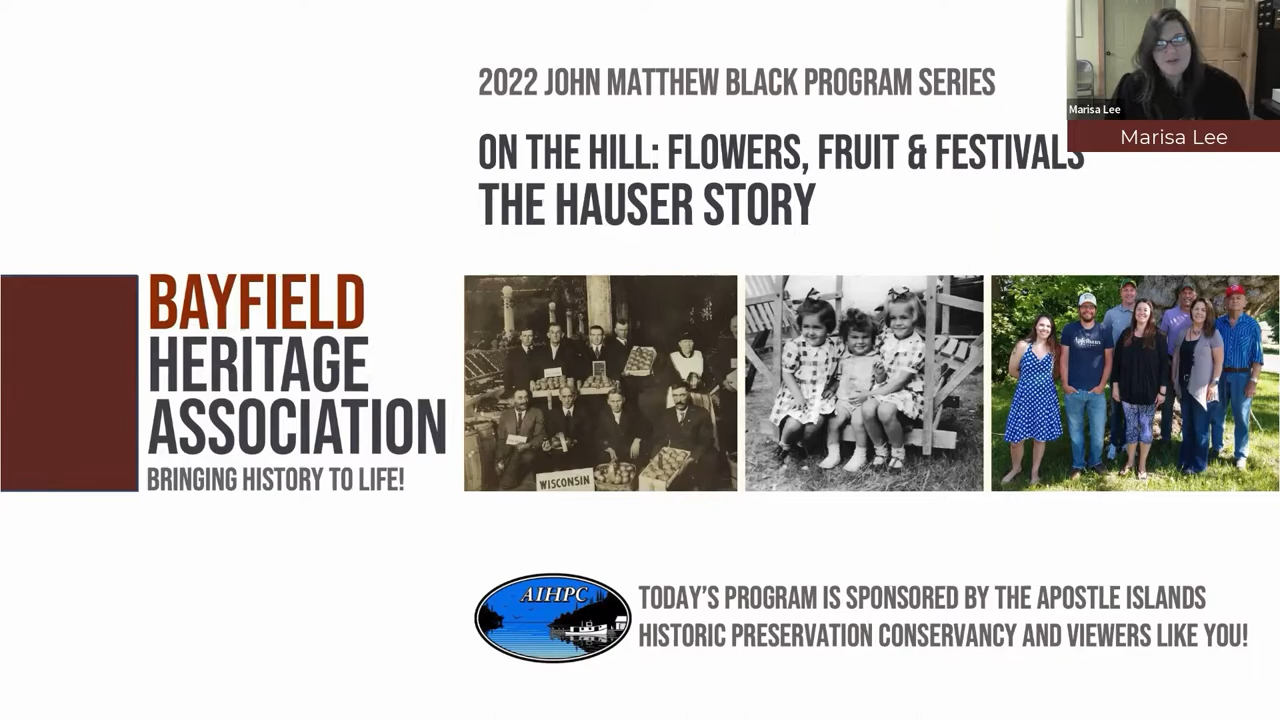 2022 JOHN MATTHEW BLACK PROGRAM SERIES
Marisa Lee
Marisa Lee
ON THE HILL: FLOWERS, FRUIT & FESTIVALS
THE HAUSER STORY
BAYFIELD
HERITAGE
ASSOCIATION
BRINGING HISTORY TO LIFE!
WISCONSIN
AIHPC
TODAY'S PROGRAM IS SPONSORED BY THE APOSTLE ISLANDS
HISTORIC PRESERVATION CONSERVANCY AND VIEWERS LIKE YOU!